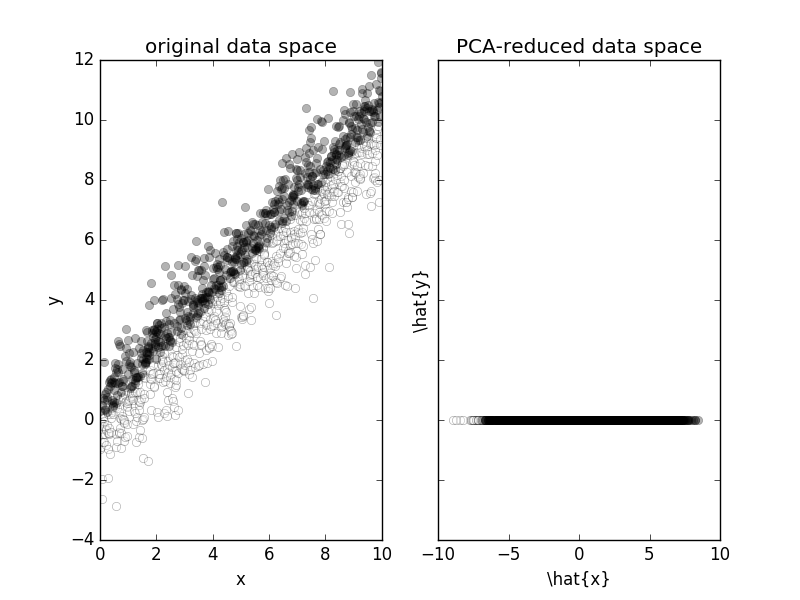 original data space
12
10
8
6
4
2
0
−2
−4
0 2 4 6 8 10
x
y
PCA-reduced data space
−10 −5 0 5 10
\hat{x}
\hat{y}